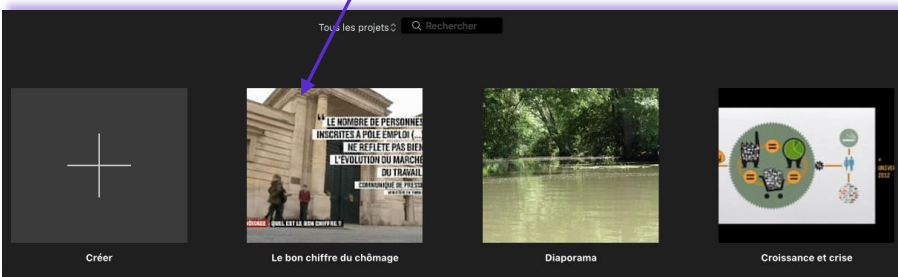 Tous les projets
Rechercher
“ LE NOMBRE DE PERSONNES
INSCRITES À PÔLE EMPLOI (...)
NE REFLÈTE PAS BIEN
L'ÉVOLUTION DU MARCHÉ
DU TRAVAIL
COMMUNIQUÉ DE PRESSE
: QUEL EST LE BON CHIFFRE ?
2012
Créer
Le bon chiffre du chômage
Diaporama
Croissance et crise